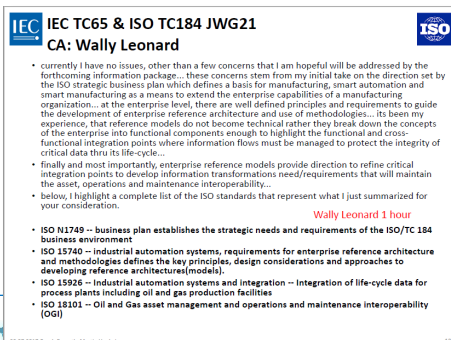 IEC
IEC TC65 & ISO TC184 JWG21
CA: Wally Leonard
ISO
• currently I have no issues, other than a few concerns that I am hopeful will be addressed by the
forthcoming information package... these concerns stem from my initial take on the direction set by
the ISO strategic business plan which defines a basis for manufacturing, smart automation and
smart manufacturing as a means to extend the enterprise capabilities of a manufacturing
organization... at the enterprise level, there are well defined principles and requirements to guide
the development of enterprise reference architecture and use of methodologies... its been my
experience, that reference models do not become technical rather they break down the concepts
of the enterprise into functional components enough to highlight the functional and cross-
functional integration points where information flows must be managed to protect the integrity of
critical data thru its life-cycle...
• finally and most importantly, enterprise reference models provide direction to refine critical
integration points to develop information transformations need/requirements that will maintain
the asset, operations and maintenance interoperability...
• below, I highlight a complete list of the ISO standards that represent what I just summarized for
your consideration.
Wally Leonard 1 hour
• ISO N1749 -- business plan establishes the strategic needs and requirements of the ISO/TC 184
business environment
• ISO 15740 -- industrial automation systems, requirements for enterprise reference architecture
and methodologies defines the key principles, design considerations and approaches to
developing reference architectures(models).
• ISO 15926 -- Industrial automation systems and integration -- Integration of life-cycle data for
process plants including oil and gas production facilities
• ISO 18101 -- Oil and Gas asset management and operations and maintenance interoperability
(OGI)